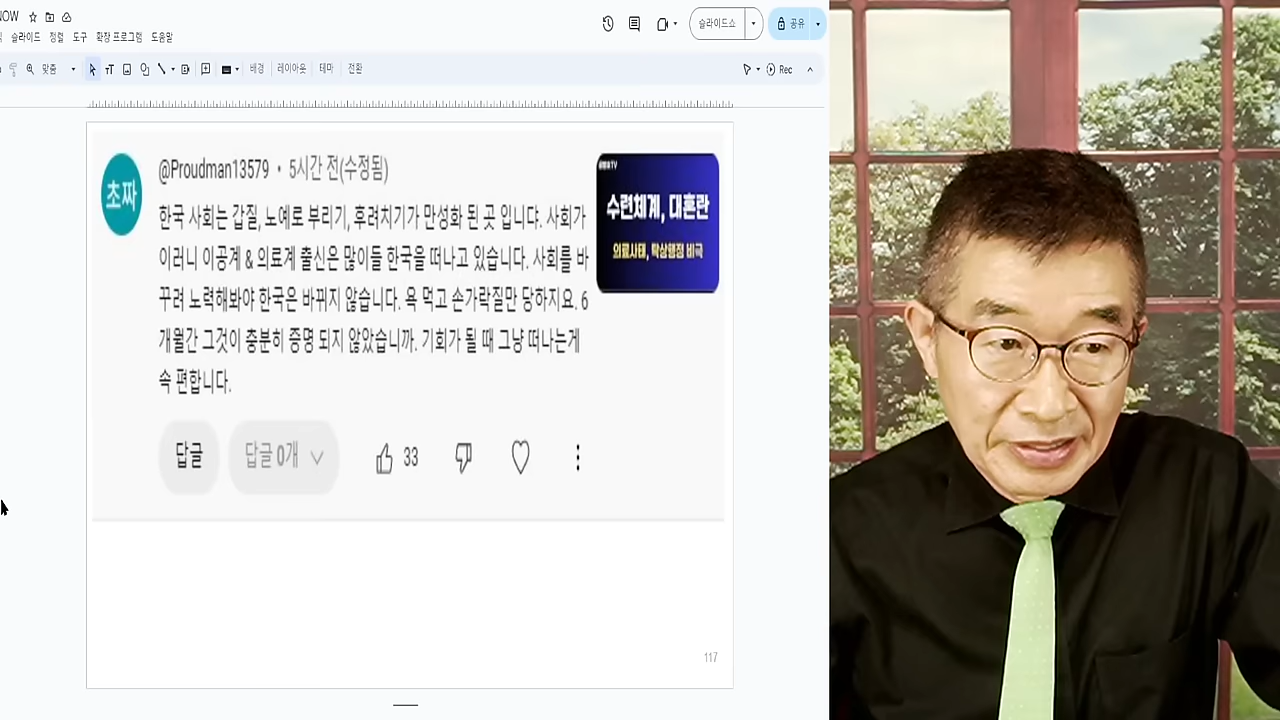 NOW
슬라이드 정렬 도구 확장 프로그램 도움말
슬라이드쇼
공유
맞춤
배경 레이아웃 테마 전환
Rec
초짜
@Proudman13579 • 5시간 전(수정됨)
한국 사회는 갑질, 노예로 부리기, 후려치기가 만성화 된 곳 입니다. 사회가
이러니 이공계 & 의료계 출신은 많이들 한국을 떠나고 있습니다. 사회를 바
꾸려 노력해봐야 한국은 바뀌지 않습니다. 욕 먹고 손가락질만 당하지요. 6
개월간 그것이 충분히 증명 되지 않았습니까. 기회가 될 때 그냥 떠나는게
속 편합니다.
수련체계, 대혼란
의료사태, 탁상행정 비극
답글 답글 0개 33
117